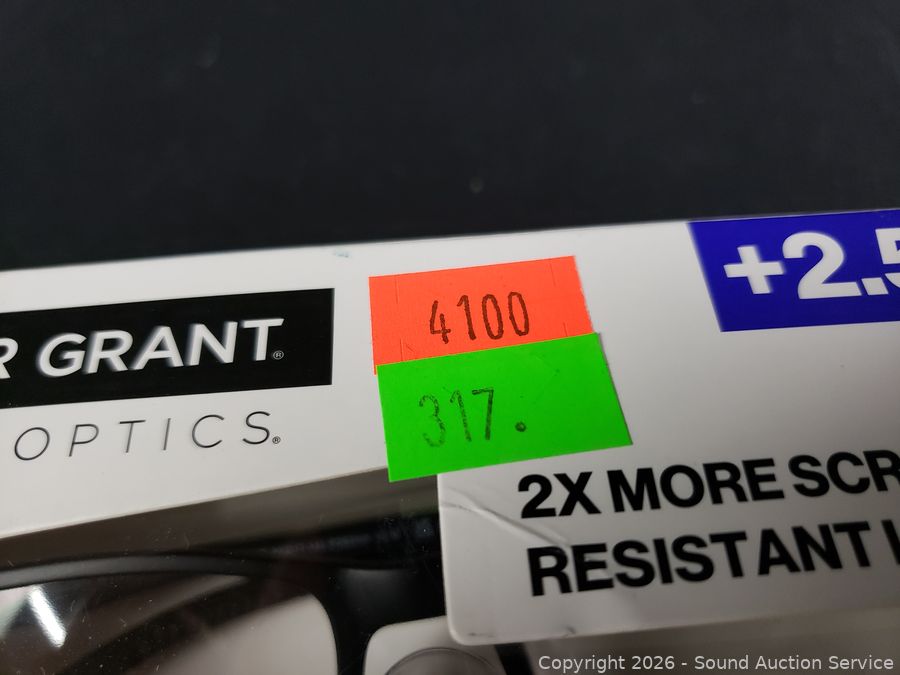 +2.5
4100
R GRANT®
317.
OPTICS®
2X MORE SCR
RESISTANT
Copyright 2026 - Sound Auction Service